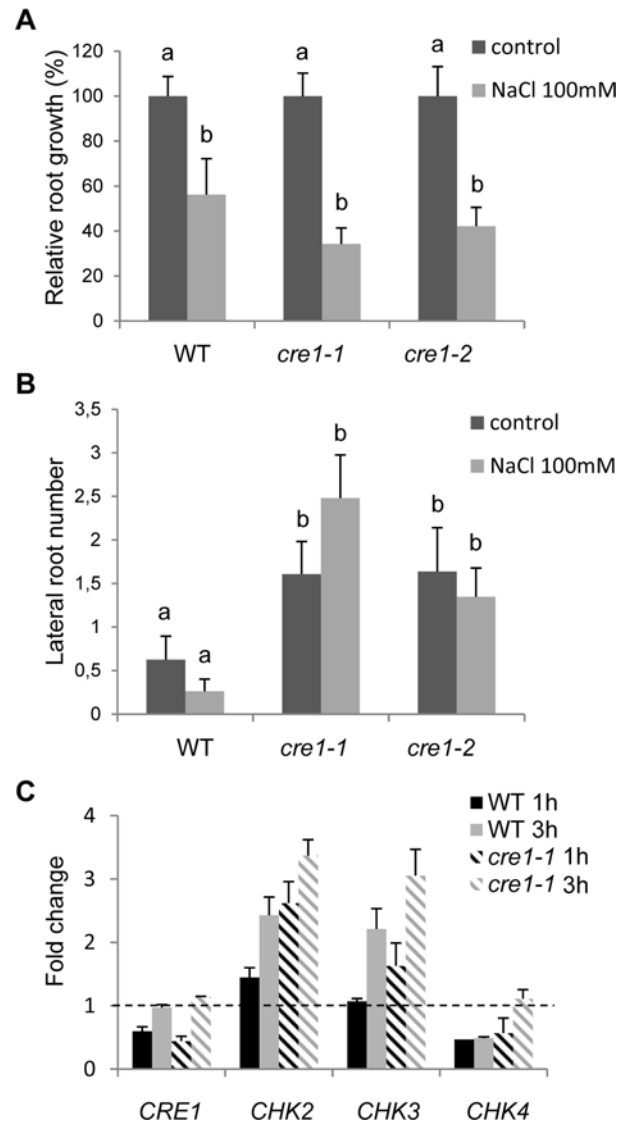 A
Relative root growth (%)
120
100
80
60
40
20
0
a
b
a
b
a
b
control
NaCl 100mM
WT
cre1-1
cre1-2
B
Lateral root number
3,5
3
2,5
2
1,5
1
0,5
0
a
a
b
b
b
b
control
NaCl 100mM
WT
cre1-1
cre1-2
C
Fold change
4
3
2
1
0
WT 1h
WT 3h
cre1-1 1h
cre1-1 3h
CRE1
CHK2
CHK3
CHK4